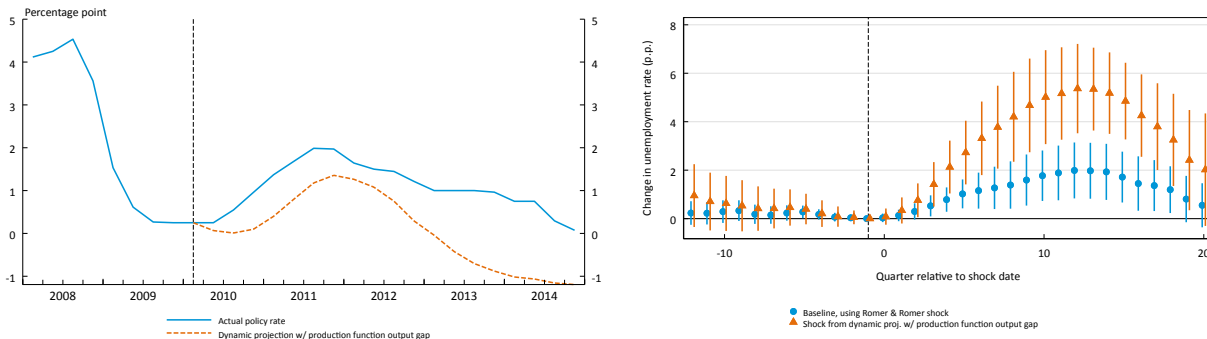 Percentage point
5
5
4
4
3
3
2
2
1
1
0
0
-1
-1
2008 2009 2010 2011 2012 2013 2014
Actual policy rate
Dynamic projection w/ production function output gap
Change in unemployment rate (p.p.)
8
6
4
2
0
-10 0 10 20
Quarter relative to shock date
Baseline, using Romer & Romer shock
Shock from dynamic proj. w/ production function output gap